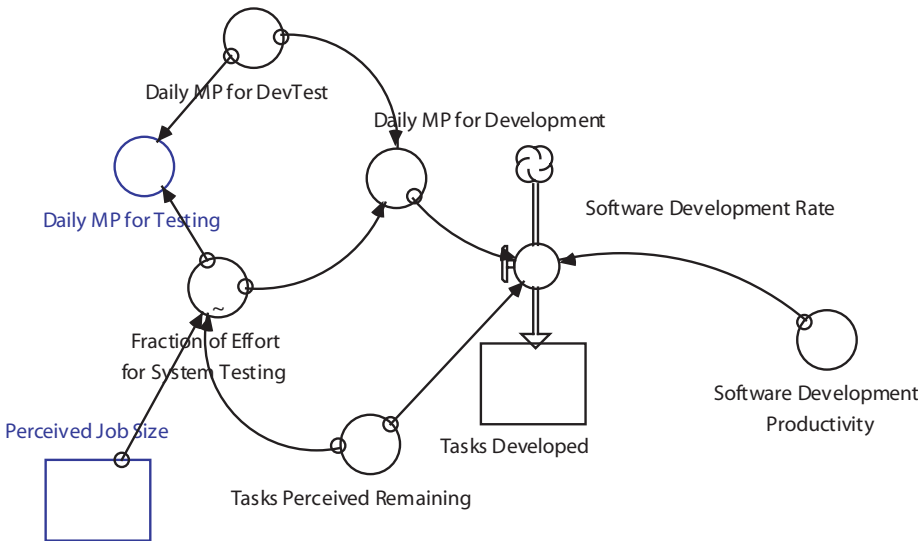 Daily MP for DevTest
Daily MP for Development
Daily MP for Testing
Software Development Rate
~
Fraction of Effort
for System Testing
Software Development
Productivity
Perceived Job Size
Tasks Developed
Tasks Perceived Remaining